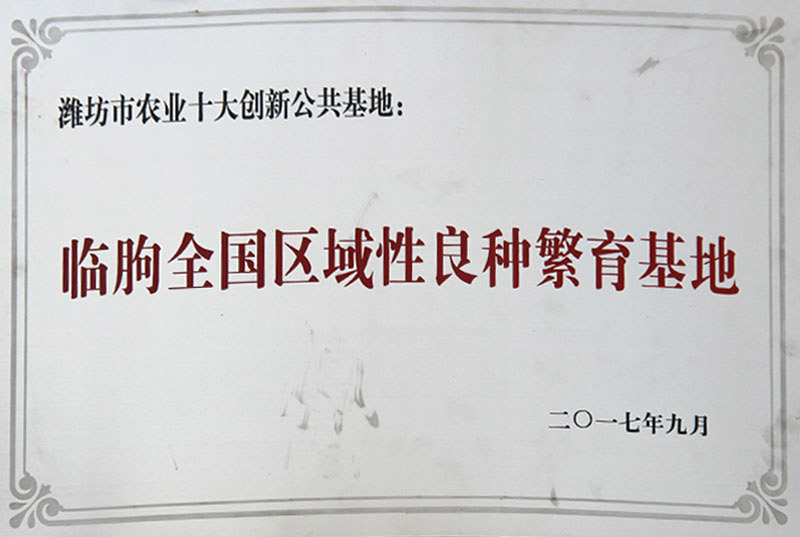 潍坊市农业十大创新公共基地：
临朐全国区域性良种繁育基地
二〇一七年九月